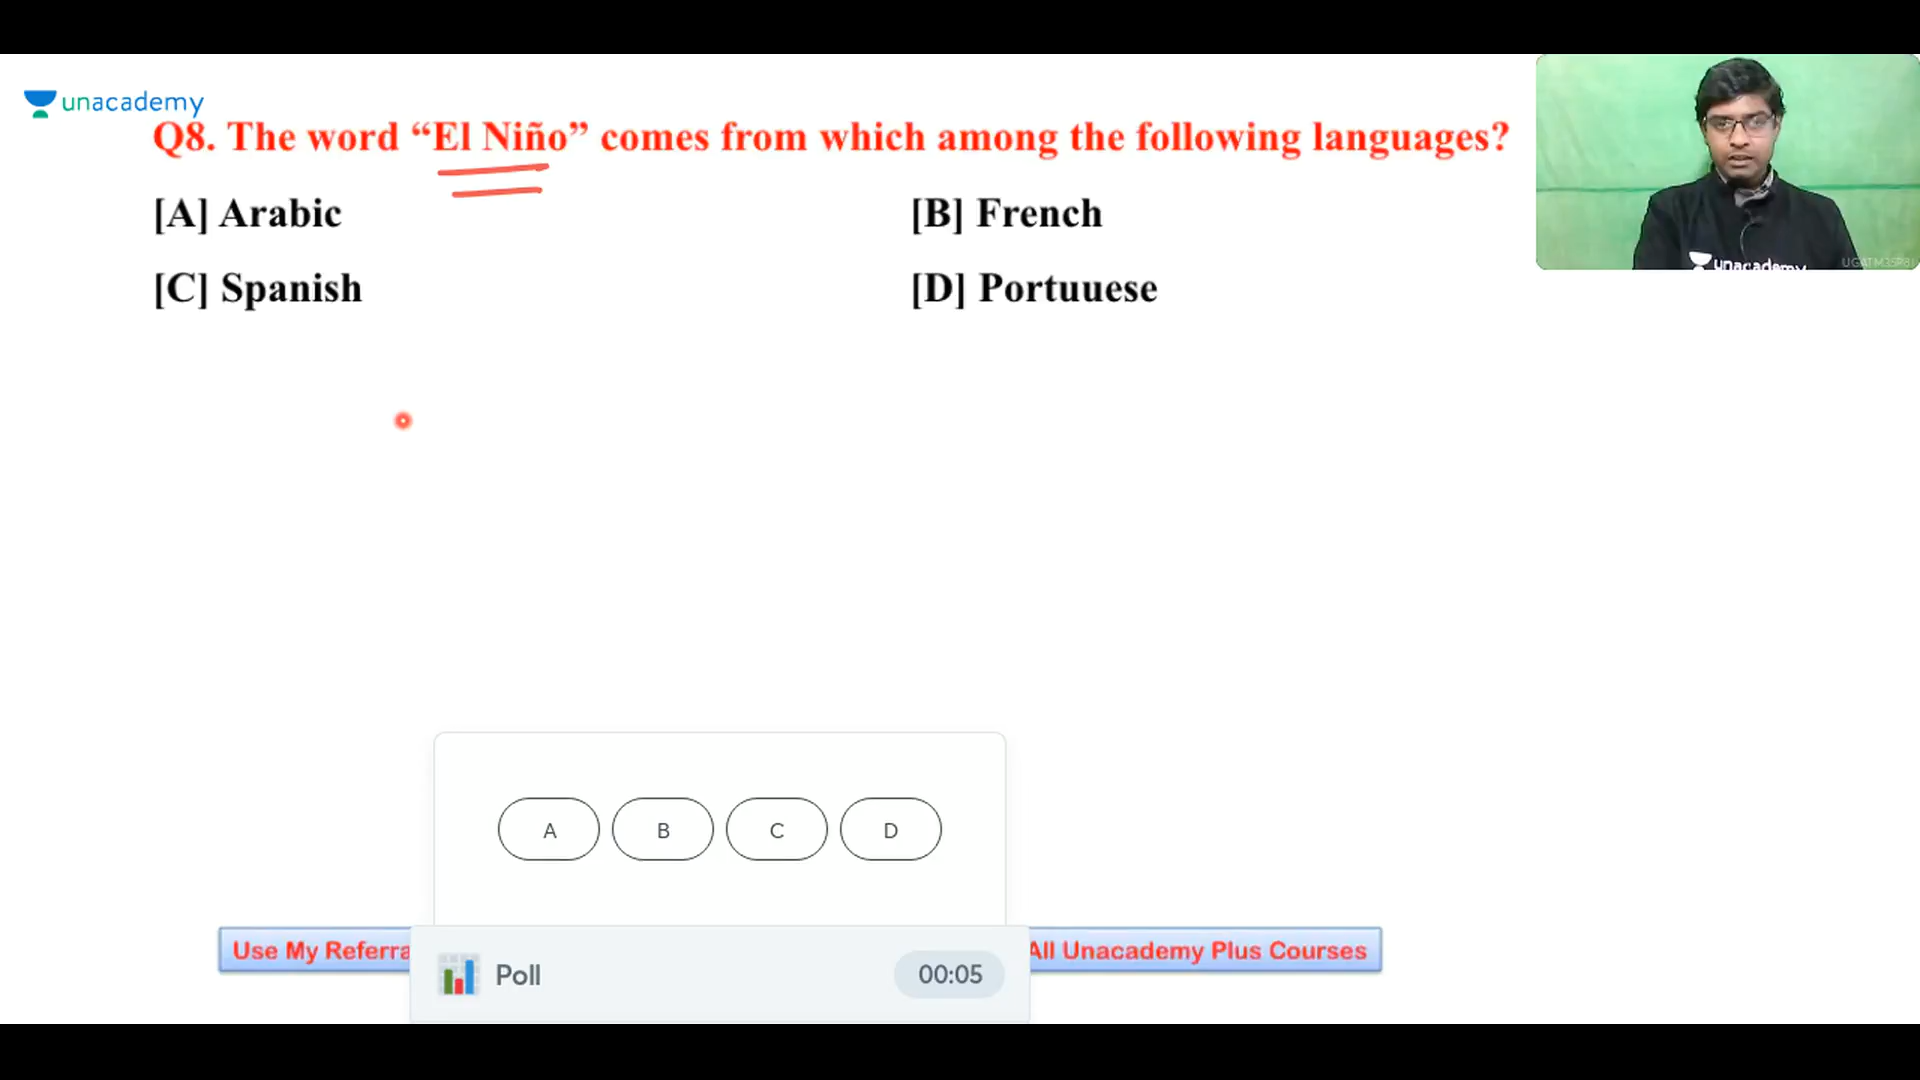 unacademy
Q8. The word “El Niño” comes from which among the following languages?
[A] Arabic
[B] French
[C] Spanish
[D] Portuuese
unacademy
A
B
C
D
Use My Referra
All Unacademy Plus Courses
Poll
00:05